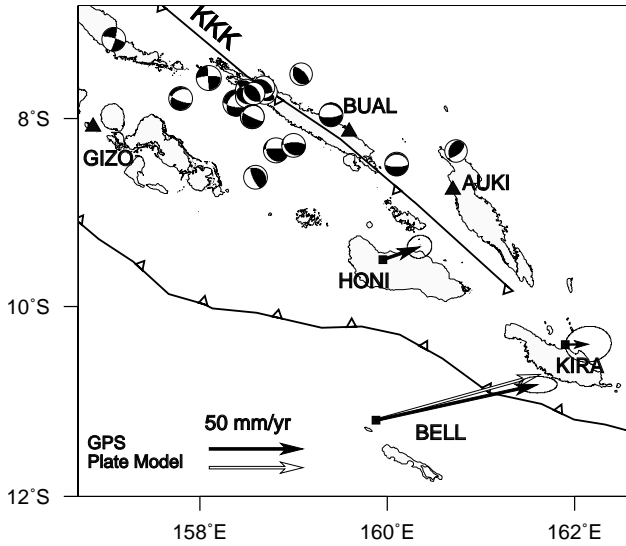 KKK
8°S
BUAL
GIZO
AUKI
HONI
10°S
KIRA
50 mm/yr
BELL
GPS
Plate Model
12°S
158°E
160°E
162°E